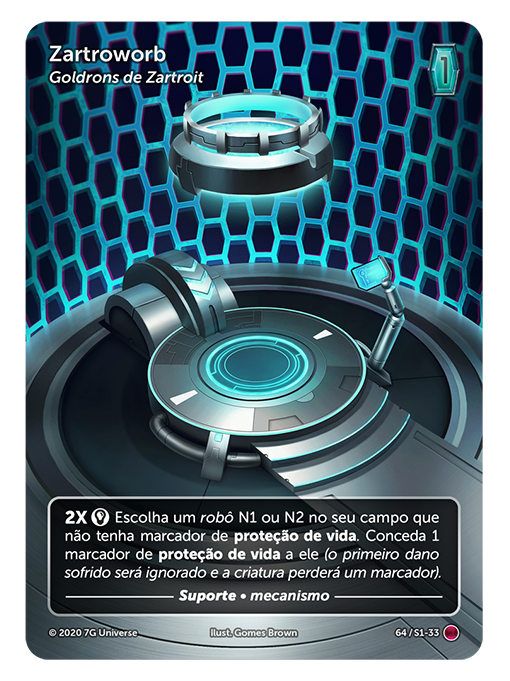 Zartroworb
Goldrons de Zartroit
1
2X Escolha um robô N1 ou N2 no seu campo que
não tenha marcador de proteção de vida. Conceda 1
marcador de proteção de vida a ele (o primeiro dano
sofrido será ignorado e a criatura perderá um marcador).
Suporte • mecanismo
© 2020 7G Universe
Ilust. Gomes Brown
64 / S1-33